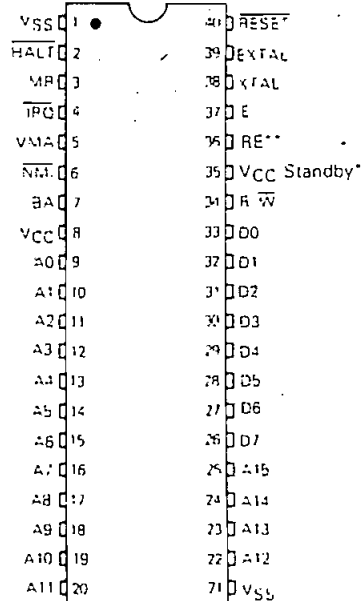 VSS 1 40 RESET*
HALT 2 39 EXTAL
MR 3 38 XTAL
IRQ 4 37 E
VMA 5 36 RE**
NMI 6 35 VCC Standby*
BA 7 34 R W
VCC 8 33 D0
A0 9 32 D1
A1 10 31 D2
A2 11 30 D3
A3 12 29 D4
A4 13 28 D5
A5 14 27 D6
A6 15 26 D7
A7 16 25 A15
A8 17 24 A14
A9 18 23 A13
A10 19 22 A12
A11 20 21 VSS